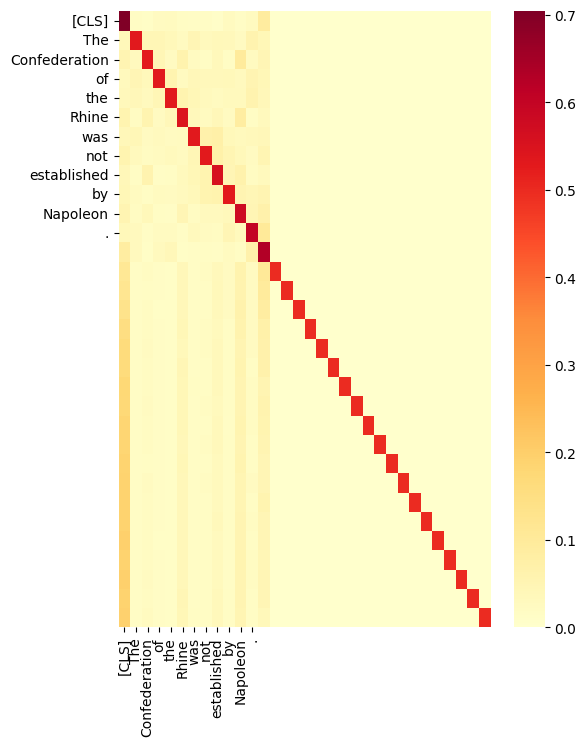 [CLS]
The
Confederation
of
the
Rhine
was
not
established
by
Napoleon
.
[CLS]
The
Confederation
of
the
Rhine
was
not
established
by
Napoleon
.
0.7
0.6
0.5
0.4
0.3
0.2
0.1
0.0